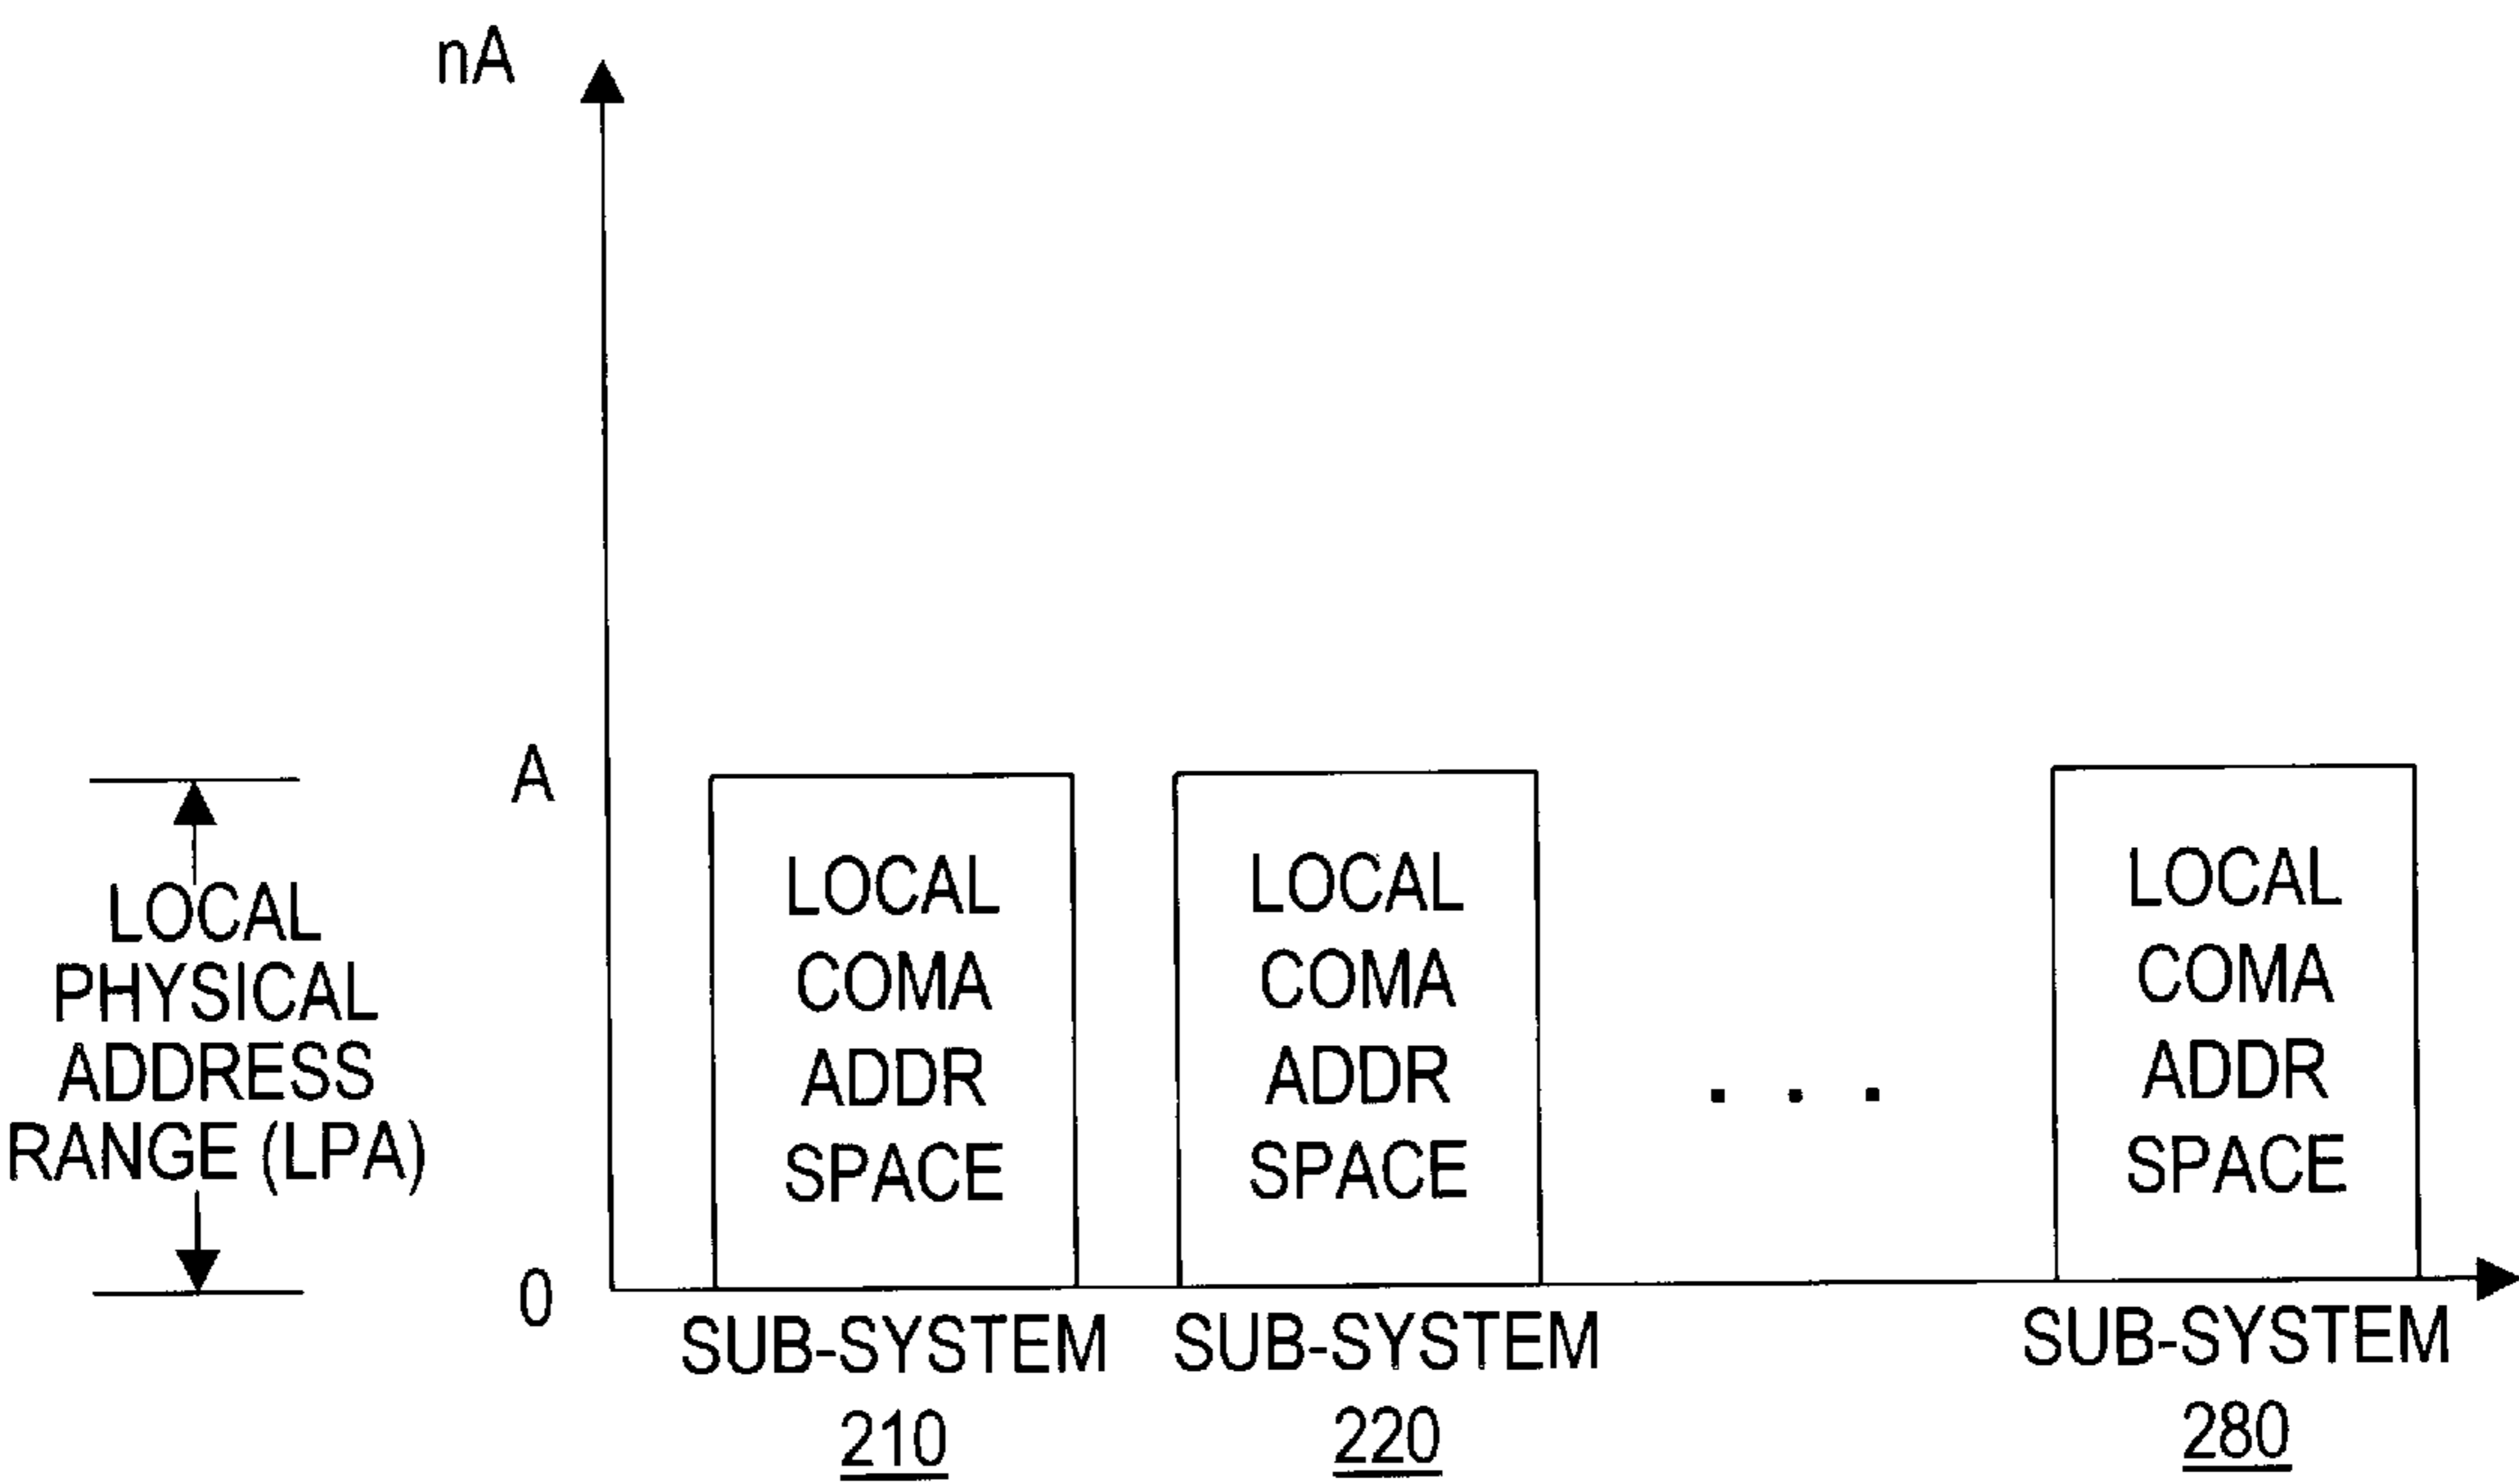 nA
A
0
LOCAL
PHYSICAL
ADDRESS
RANGE (LPA)
LOCAL
COMA
ADDR
SPACE
LOCAL
COMA
ADDR
SPACE
. . .
LOCAL
COMA
ADDR
SPACE
SUB-SYSTEM
210
SUB-SYSTEM
220
SUB-SYSTEM
280